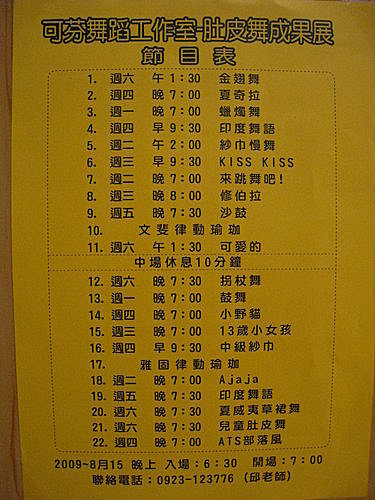 可芬舞蹈工作室-肚皮舞成果展
節目表
1. 週六 午 1:30 金翅舞
2. 週四 晚 7:00 夏奇拉
3. 週一 晚 7:00 蠟燭舞
4. 週四 早 9:30 印度舞語
5. 週二 午 2:00 紗巾慢舞
6. 週三 早 9:30 KISS KISS
7. 週二 晚 7:00 來跳舞吧!
8. 週三 晚 8:00 修伯拉
9. 週五 晚 7:30 沙鼓
10. 文斐律動瑜珈
11. 週六 午 1:30 可愛的
中場休息10分鐘
12. 週六 晚 7:00 拐杖舞
13. 週一 晚 7:00 鼓舞
14. 週四 晚 7:00 小野貓
15. 週三 晚 7:00 13歲小女孩
16. 週四 早 9:30 中級紗巾
17. 雅固律動瑜珈
18. 週二 晚 7:00 Ajaja
19. 週五 晚 7:30 印度舞語
20. 週六 晚 7:30 夏威夷草裙舞
21. 週六 晚 7:00 兒童肚皮舞
22. 週四 晚 7:00 ATS部落風
2009~8月15 晚上 入場:6:30 開場:7:00
聯絡電話:0923-123776 (邱老師)